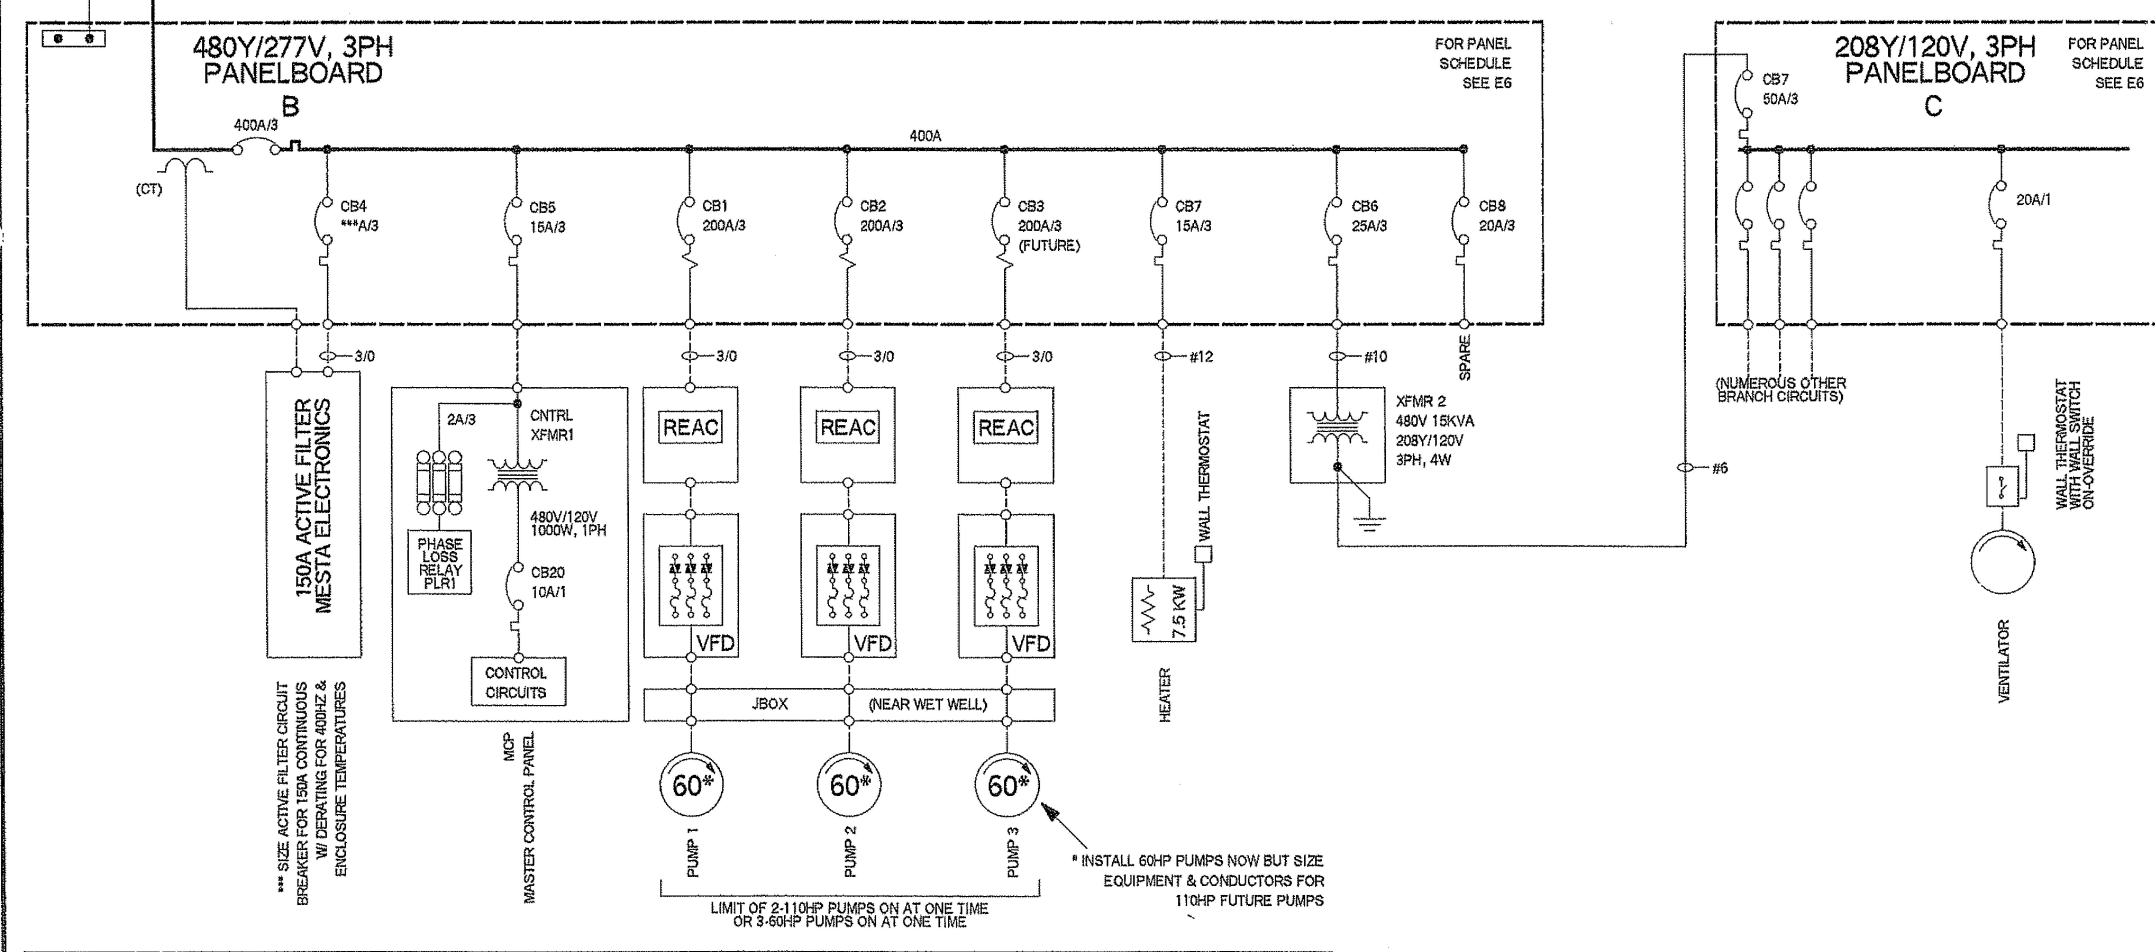 480Y/277V, 3PH
PANELBOARD
B
FOR PANEL
SCHEDULE
SEE E6
208Y/120V, 3PH
PANELBOARD
C
FOR PANEL
SCHEDULE
SEE E6
400A/3
400A
(CT)
CB4
***A/3
CB5
15A/3
CB1
200A/3
CB2
200A/3
CB3
200A/3
(FUTURE)
CB7
15A/3
CB6
25A/3
CB8
20A/3
CB7
50A/3
20A/1
3/0
3/0
3/0
3/0
#12
#10
SPARE
#6
(NUMEROUS OTHER
BRANCH CIRCUITS)
150A ACTIVE FILTER
MESTA ELECTRONICS
2A/3
CNTRL
XFMR1
480V/120V
1000W, 1PH
PHASE
LOSS
RELAY
PLR1
CB20
10A/1
CONTROL
CIRCUITS
REAC
REAC
REAC
VFD
VFD
VFD
JBOX
(NEAR WET WELL)
WALL THERMOSTAT
7.5 KW
HEATER
XFMR 2
480V 15KVA
208Y/120V
3PH, 4W
WALL THERMOSTAT
WITH WALL SWITCH
ON-OVERRIDE
VENTILATOR
*** SIZE ACTIVE FILTER CIRCUIT
BREAKER FOR 150A CONTINUOUS
W/ DERATING FOR 400HZ &
ENCLOSURE TEMPERATURES
MCP
MASTER CONTROL PANEL
60*
60*
60*
PUMP 1
PUMP 2
PUMP 3
* INSTALL 60HP PUMPS NOW BUT SIZE
EQUIPMENT & CONDUCTORS FOR
110HP FUTURE PUMPS
LIMIT OF 2-110HP PUMPS ON AT ONE TIME
OR 3-60HP PUMPS ON AT ONE TIME